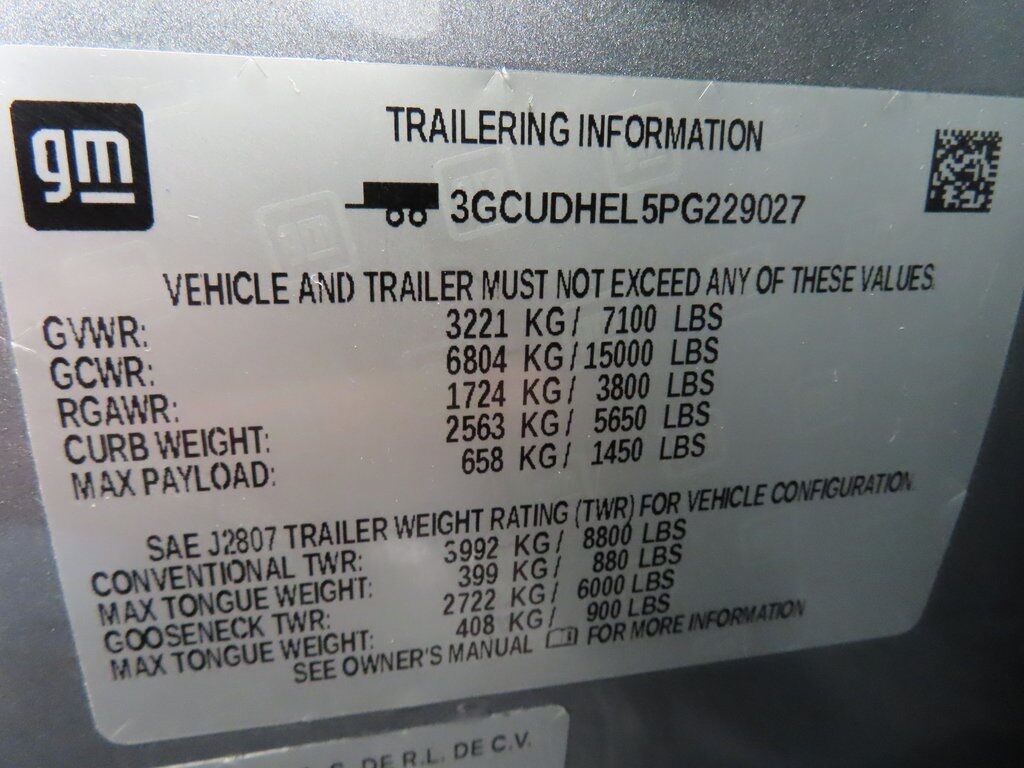 gm
TRAILERING INFORMATION
3GCUDHEL5PG229027
VEHICLE AND TRAILER MUST NOT EXCEED ANY OF THESE VALUES
GVWR: 3221 KG/ 7100 LBS
GCWR: 6804 KG/ 15000 LBS
RGAWR: 1724 KG/ 3800 LBS
CURB WEIGHT: 2563 KG/ 5650 LBS
MAX PAYLOAD: 658 KG/ 1450 LBS
SAE J2807 TRAILER WEIGHT RATING (TWR) FOR VEHICLE CONFIGURATION
CONVENTIONAL TWR: 3992 KG/ 8800 LBS
MAX TONGUE WEIGHT: 399 KG/ 880 LBS
GOOSENECK TWR: 2722 KG/ 6000 LBS
MAX TONGUE WEIGHT: 408 KG/ 900 LBS
SEE OWNER'S MANUAL FOR MORE INFORMATION
DE R.L. DE C.V.